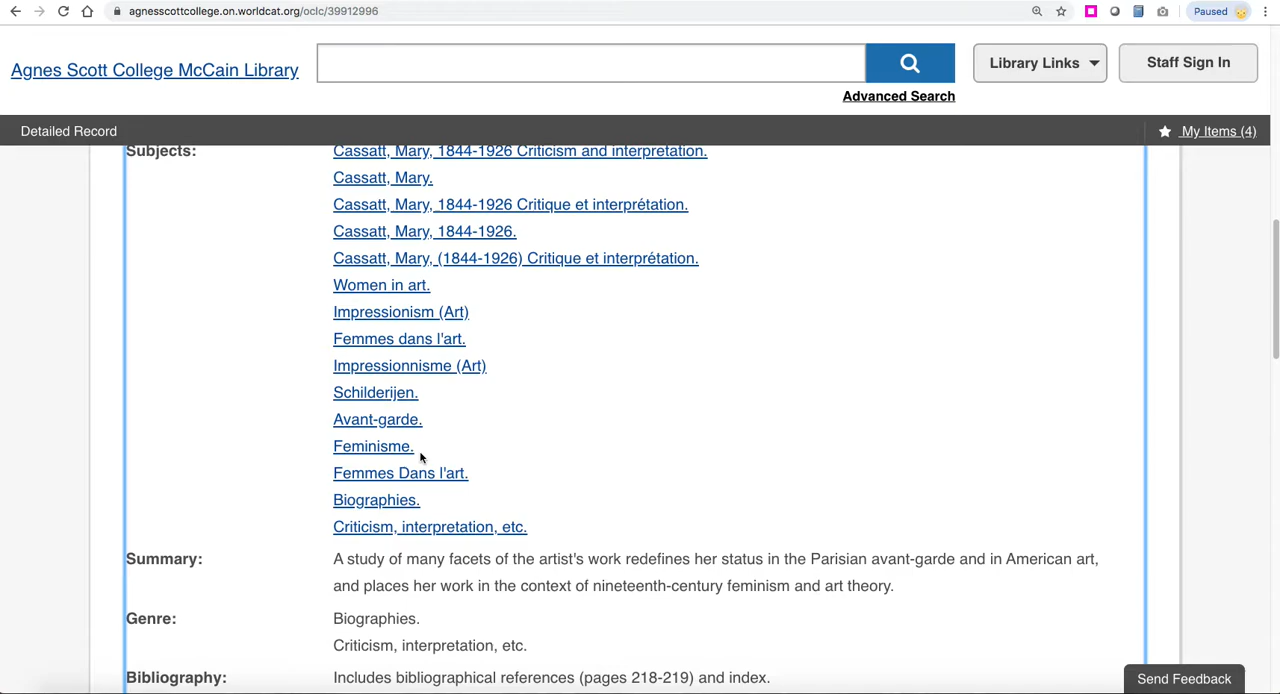 agnesscottcollege.on.worldcat.org/oclc/39912996
Paused
Agnes Scott College McCain Library
Library Links
Staff Sign In
Advanced Search
Detailed Record
My Items (4)
Subjects:
Cassatt, Mary, 1844-1926 Criticism and interpretation.
Cassatt, Mary.
Cassatt, Mary, 1844-1926 Critique et interprétation.
Cassatt, Mary, 1844-1926.
Cassatt, Mary, (1844-1926) Critique et interprétation.
Women in art.
Impressionism (Art)
Femmes dans l'art.
Impressionnisme (Art)
Schilderijen.
Avant-garde.
Feminisme.
Femmes Dans l'art.
Biographies.
Criticism, interpretation, etc.
Summary:
A study of many facets of the artist's work redefines her status in the Parisian avant-garde and in American art,
and places her work in the context of nineteenth-century feminism and art theory.
Genre:
Biographies.
Criticism, interpretation, etc.
Bibliography:
Includes bibliographical references (pages 218-219) and index.
Send Feedback